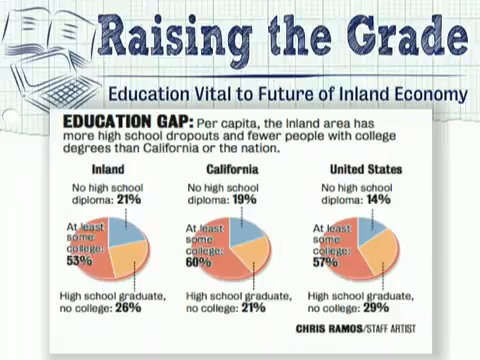 Raising the Grade
Education Vital to Future of Inland Economy
EDUCATION GAP: Per capita, the Inland area has
more high school dropouts and fewer people with college
degrees than California or the nation.
Inland
No high school
diploma: 21%
At least
some
college:
53%
High school graduate,
no college: 26%
California
No high school
diploma: 19%
At least
some
college:
60%
High school graduate,
no college: 21%
United States
No high school
diploma: 14%
At least
some
college:
57%
High school graduate,
no college: 29%
CHRIS RAMOS/STAFF ARTIST